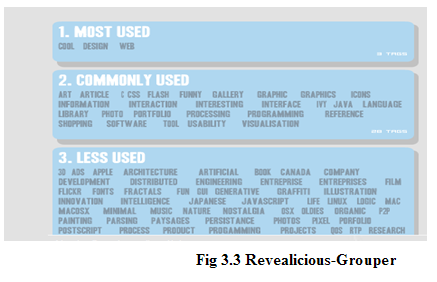 1. MOST USED
COOL DESIGN WEB
3 TAGS
2. COMMONLY USED
ART ARTICLE C CSS FLASH FUNNY GALLERY GRAPHIC GRAPHICS ICONS
INFORMATION INTERACTION INTERESTING INTERFACE IVY JAVA LANGUAGE
LIBRARY PHOTO PORTFOLIO PROCESSING PROGRAMMING REFERENCE
SHOPPING SOFTWARE TOOL USABILITY VISUALISATION
TAGS
3. LESS USED
3D ADS APPLE ARCHITECTURE ARTIFICIAL BOOK CANADA COMPANY
DEVELOPMENT DISTRIBUTED ENGINEERING ENTREPRISE ENTREPRISES FILM
FLICKR FONTS FRACTALS FUN GUI GENERATIVE GRAFFITI ILLUSTRATION
INNOVATION INTELLIGENCE JAPANESE JAVASCRIPT LIFE LINUX LOGIC MAC
MACOSX MINIMAL MUSIC NATURE NOSTALGIA OSX OLDIES ORGANIC P2P
PAINTING PARSING PAYSAGES PERSISTANCE PHOTOS PIXEL PORFOLIO
POSTSCRIPT PROCESS PRODUCT PROGRAMMING PROJECTS QOS RTP RESEARCH
Fig 3.3 Revealicious-Grouper